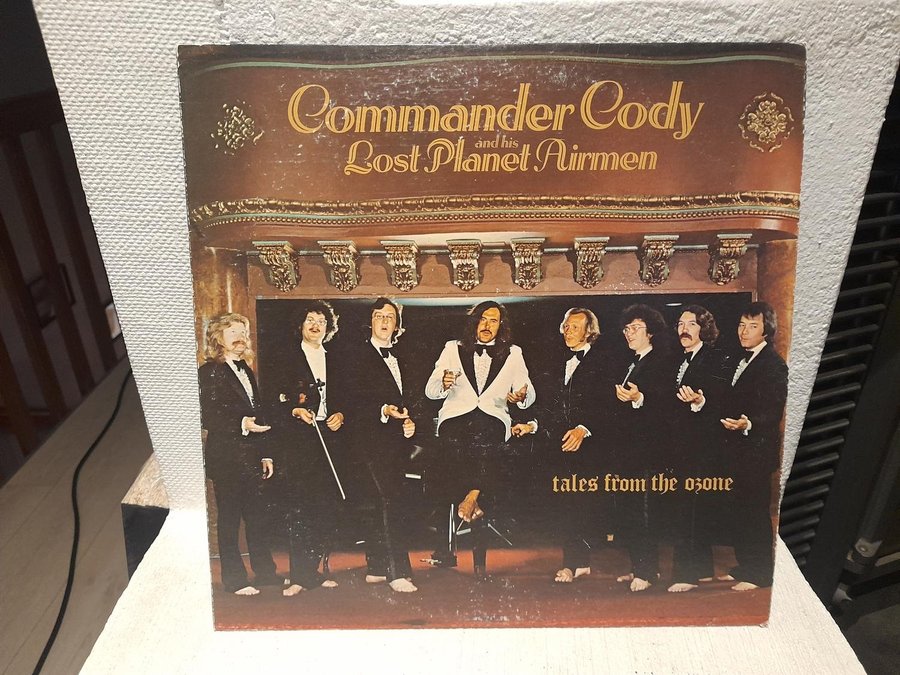 Commander Cody
and his
Lost Planet Airmen
tales from the ozone